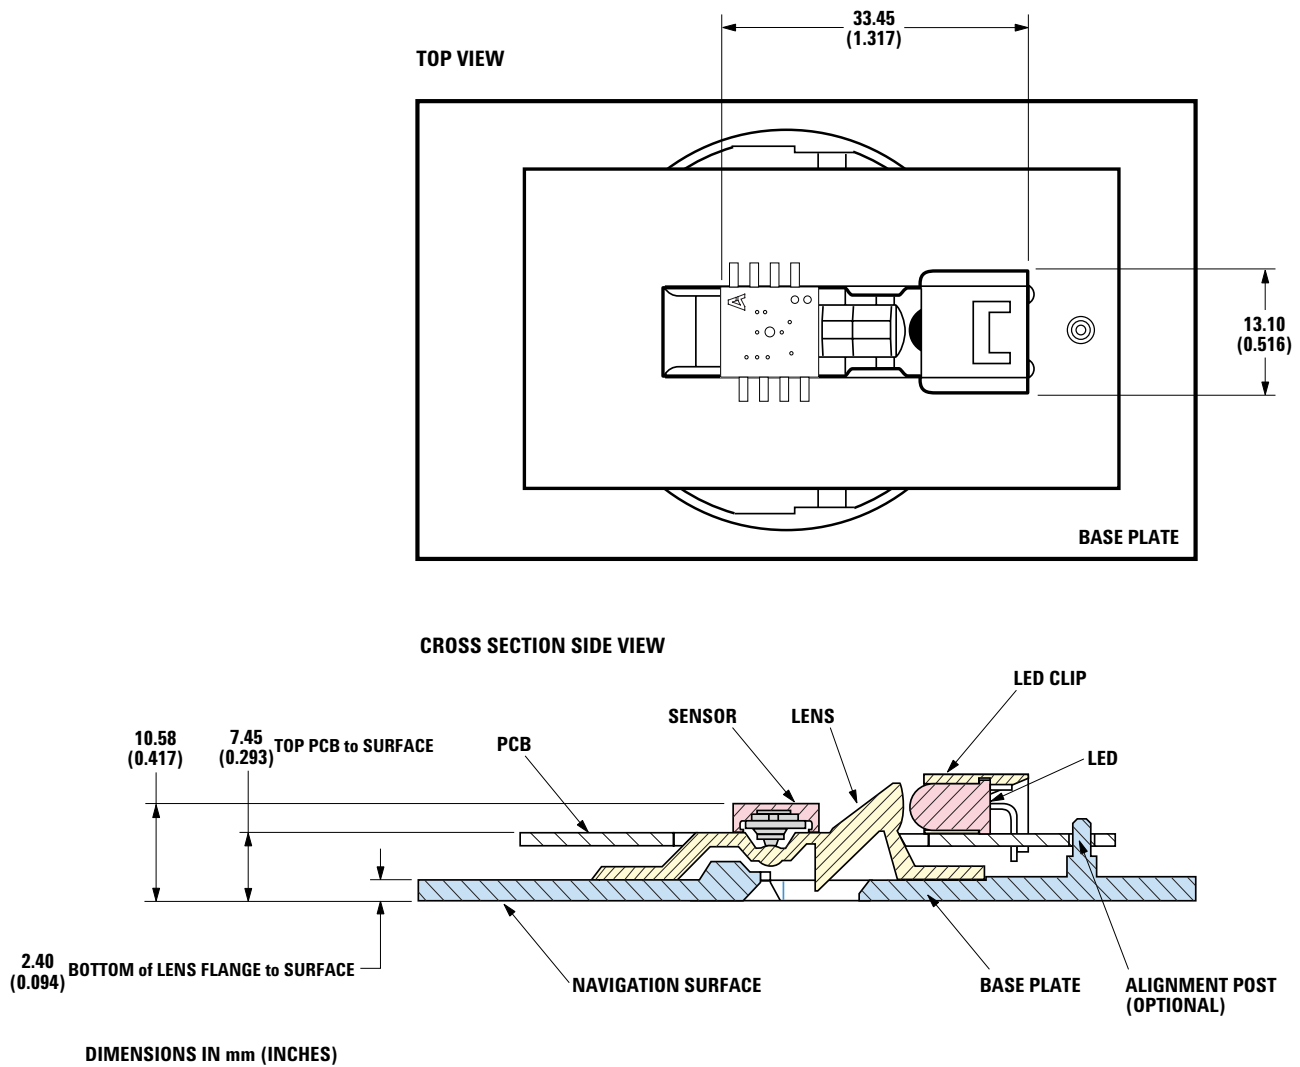 33.45
(1.317)
TOP VIEW
A
13.10
(0.516)
BASE PLATE
CROSS SECTION SIDE VIEW
LED CLIP
SENSOR
LENS
10.58
(0.417)
7.45
(0.293)
TOP PCB to SURFACE
PCB
LED
2.40
(0.094)
BOTTOM of LENS FLANGE to SURFACE
NAVIGATION SURFACE
BASE PLATE
ALIGNMENT POST
(OPTIONAL)
DIMENSIONS IN mm (INCHES)